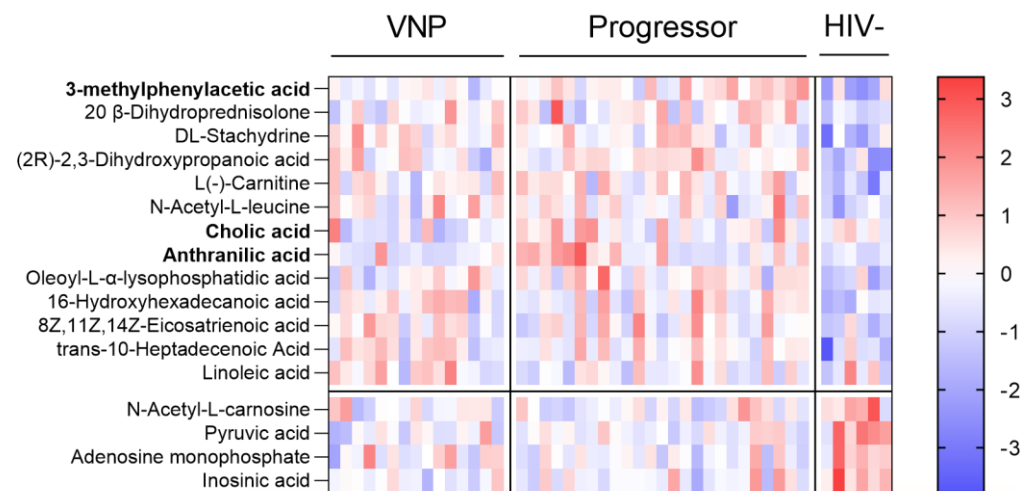 VNP Progressor HIV-
3-methylphenylacetic acid
20 β-Dihydroprednisolone
DL-Stachydrine
(2R)-2,3-Dihydroxypropanoic acid
L(-)-Carnitine
N-Acetyl-L-leucine
Cholic acid
Anthranilic acid
Oleoyl-L-α-lysophosphatidic acid
16-Hydroxyhexadecanoic acid
8Z,11Z,14Z-Eicosatrienoic acid
trans-10-Heptadecenoic Acid
Linoleic acid
N-Acetyl-L-carnosine
Pyruvic acid
Adenosine monophosphate
Inosinic acid
3
2
1
0
-1
-2
-3